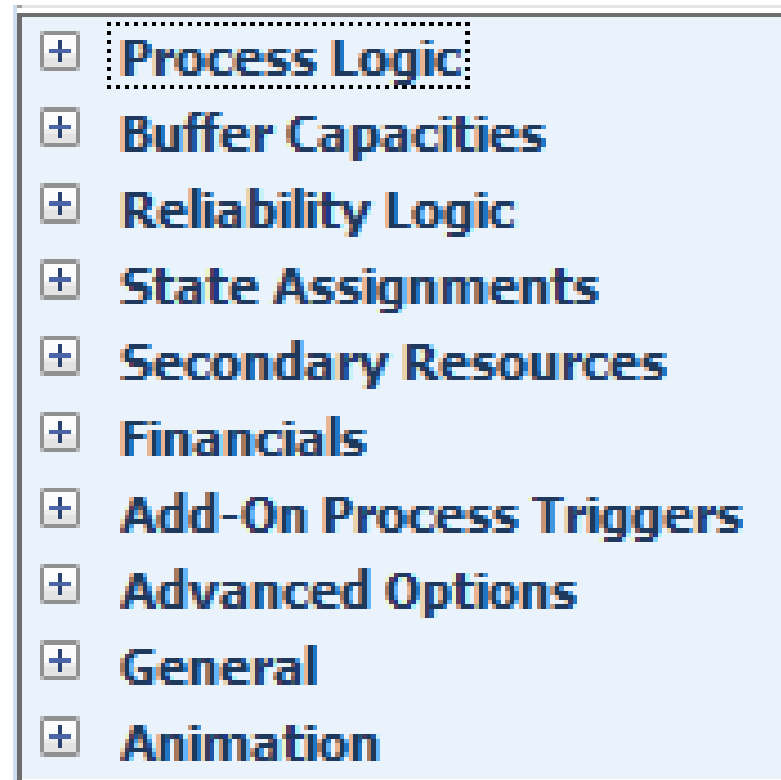 Process Logic
Buffer Capacities
Reliability Logic
State Assignments
Secondary Resources
Financials
Add-On Process Triggers
Advanced Options
General
Animation